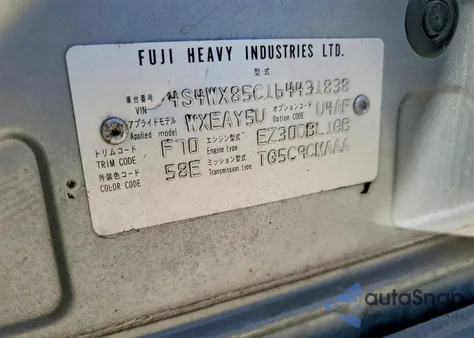 FUJI HEAVY INDUSTRIES LTD.
型式
車台番号
VIN 4S4WX85C164431838
アプライドモデル
Applied model WXEAY5U オプションコード
Option Code U4AF
トリムコード
TRIM CODE F70 エンジン型式
Engine type EZ30DBL1GB
外装色コード
COLOR CODE 58E ミッション型式
Transmission type TG5C9CMAAA
autoSnap